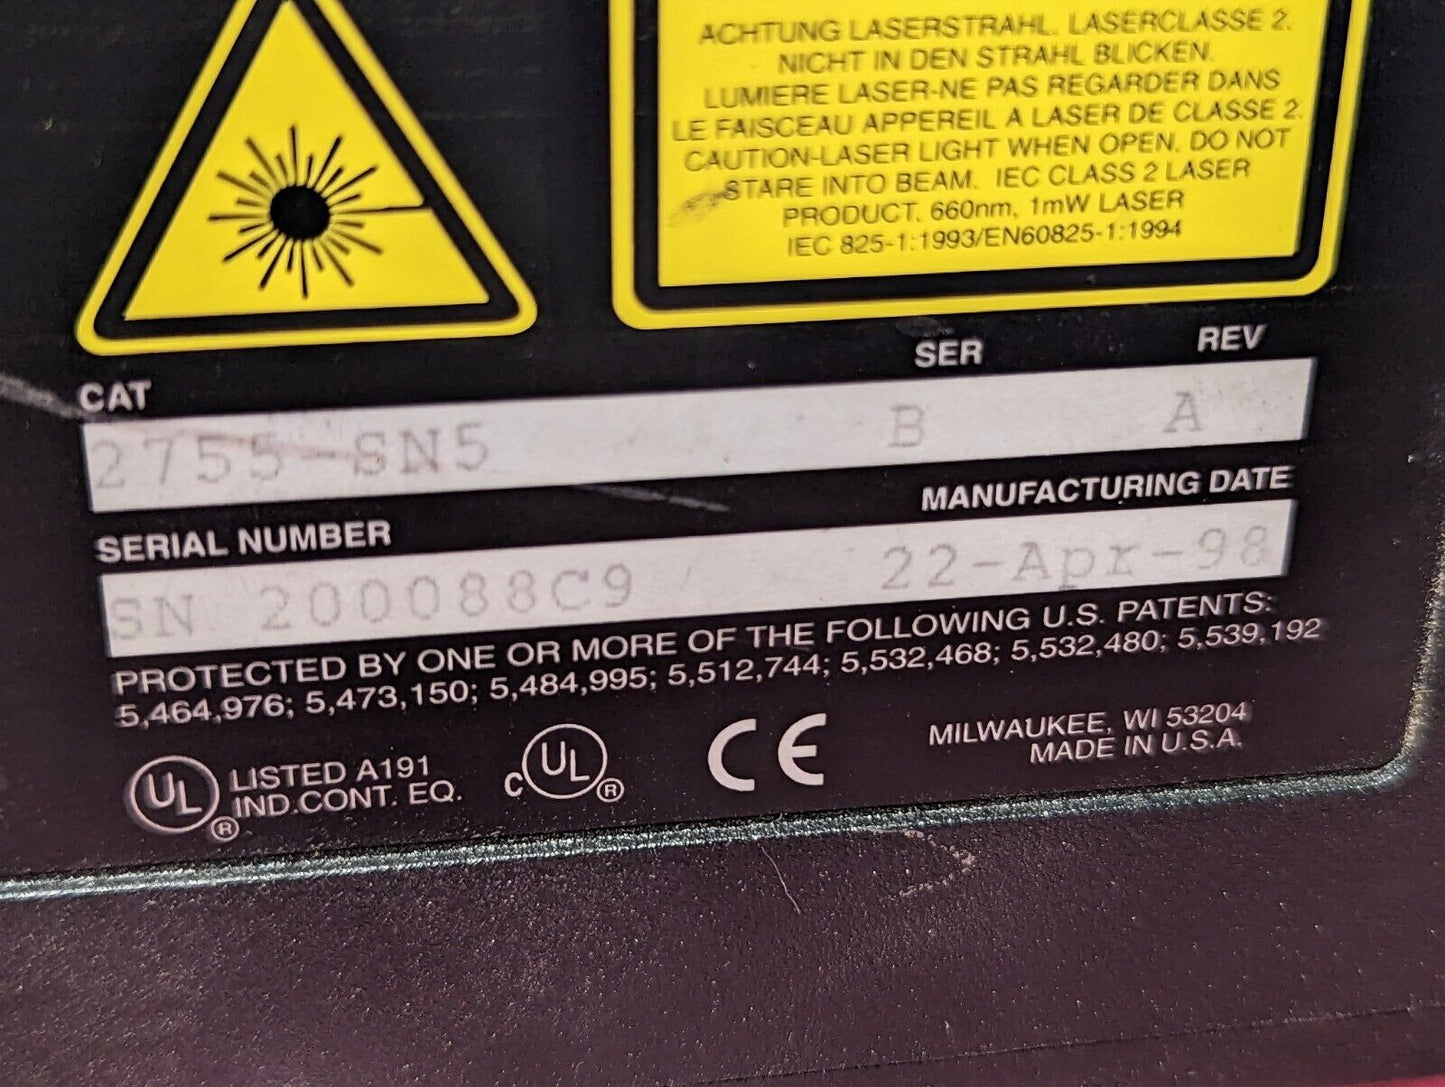 ACHTUNG LASERSTRAHL. LASERCLASSE 2.
NICHT IN DEN STRAHL BLICKEN.
LUMIERE LASER-NE PAS REGARDER DANS
LE FAISCEAU APPEREIL A LASER DE CLASSE 2.
CAUTION-LASER LIGHT WHEN OPEN. DO NOT
STARE INTO BEAM. IEC CLASS 2 LASER
PRODUCT. 660nm, 1mW LASER
IEC 825-1:1993/EN60825-1:1994
CAT SER REV
2755-SN5 B A
SERIAL NUMBER MANUFACTURING DATE
SN 200088C9 22-Apr-98
PROTECTED BY ONE OR MORE OF THE FOLLOWING U.S. PATENTS:
5,464,976; 5,473,150; 5,484,995; 5,512,744; 5,532,468; 5,532,480; 5,539,192
UL ® LISTED A191
IND.CONT. EQ.
C UL ®
CE
MILWAUKEE, WI 53204
MADE IN U.S.A.